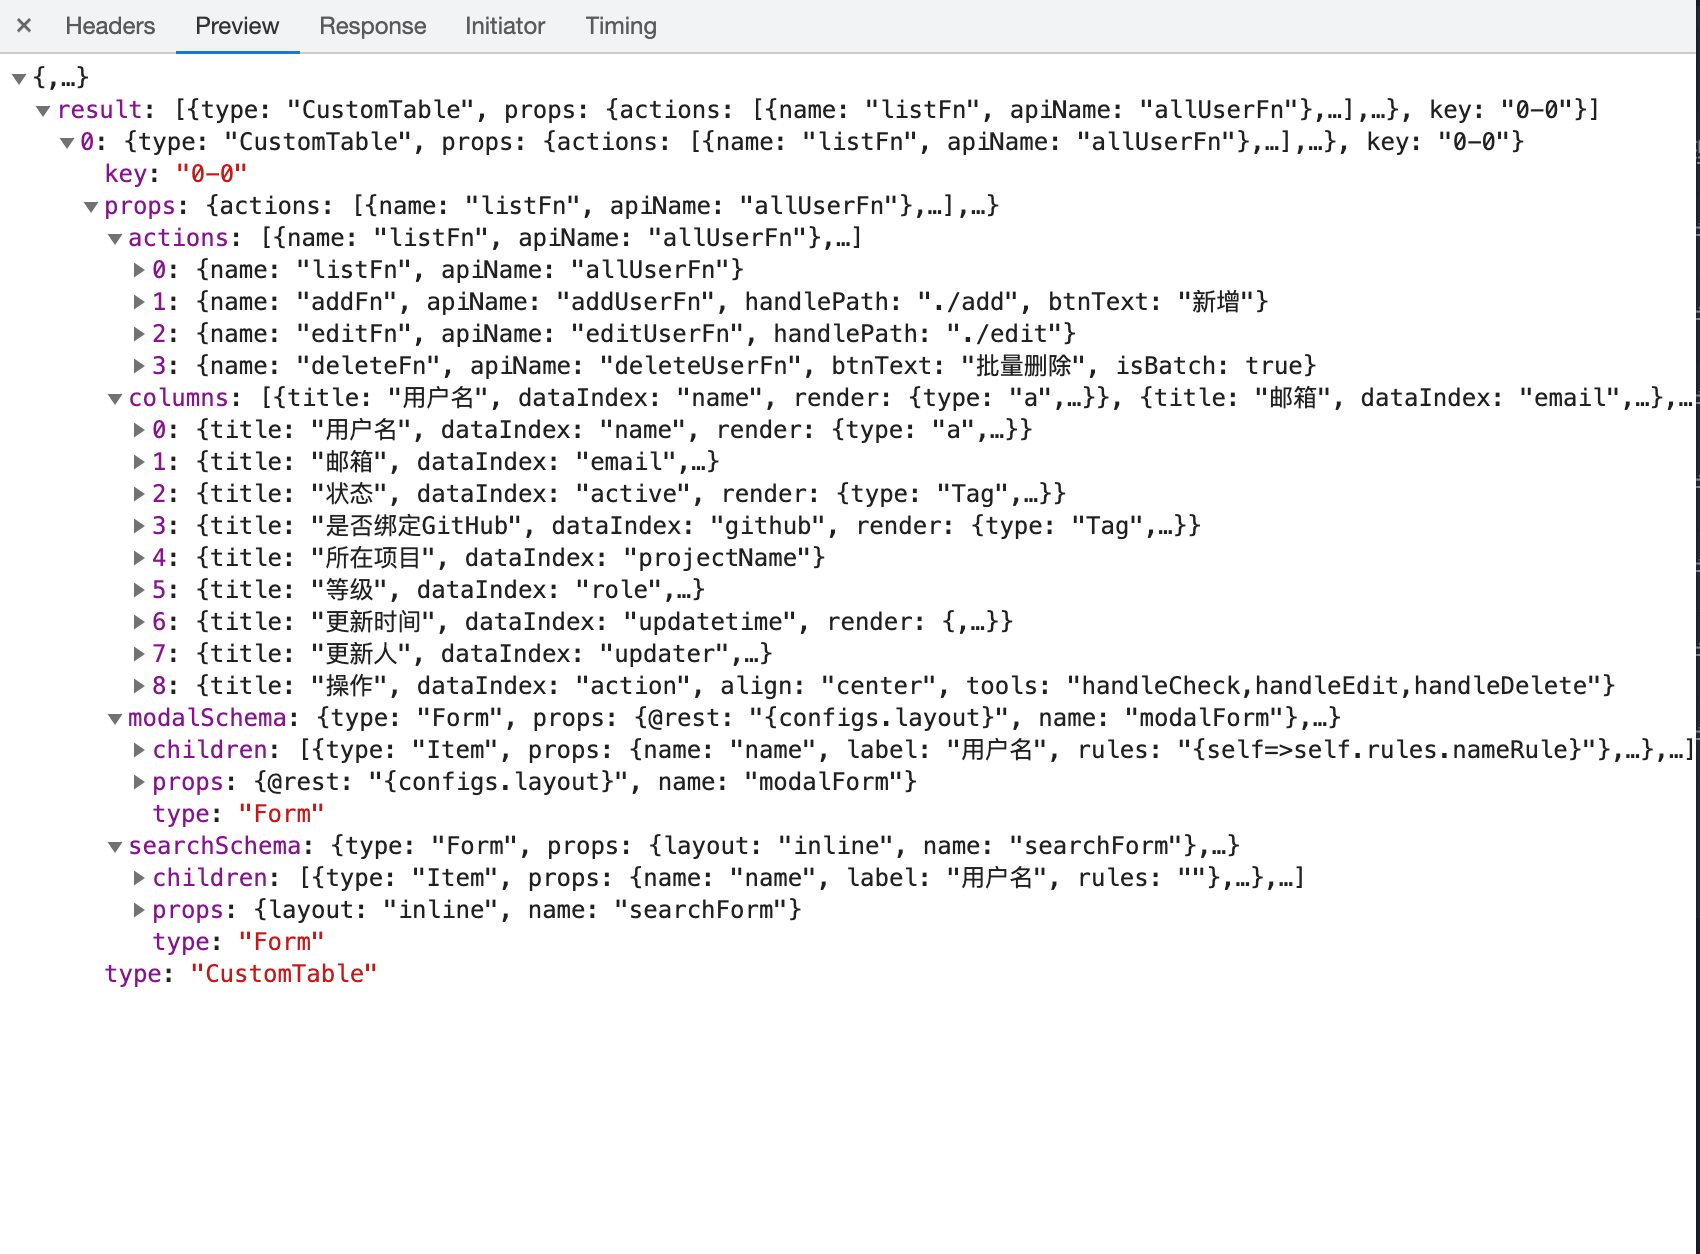 × Headers Preview Response Initiator Timing
▼{,…}
▼result: [{type: "CustomTable", props: {actions: [{name: "listFn", apiName: "allUserFn"},…],…}, key: "0-0"}]
▼0: {type: "CustomTable", props: {actions: [{name: "listFn", apiName: "allUserFn"},…],…}, key: "0-0"}
key: "0-0"
▼props: {actions: [{name: "listFn", apiName: "allUserFn"},…],…}
▼actions: [{name: "listFn", apiName: "allUserFn"},…]
▶0: {name: "listFn", apiName: "allUserFn"}
▶1: {name: "addFn", apiName: "addUserFn", handlePath: "./add", btnText: "新增"}
▶2: {name: "editFn", apiName: "editUserFn", handlePath: "./edit"}
▶3: {name: "deleteFn", apiName: "deleteUserFn", btnText: "批量删除", isBatch: true}
▼columns: [{title: "用户名", dataIndex: "name", render: {type: "a",…}}, {title: "邮箱", dataIndex: "email",…},…
▶0: {title: "用户名", dataIndex: "name", render: {type: "a",…}}
▶1: {title: "邮箱", dataIndex: "email",…}
▶2: {title: "状态", dataIndex: "active", render: {type: "Tag",…}}
▶3: {title: "是否绑定GitHub", dataIndex: "github", render: {type: "Tag",…}}
▶4: {title: "所在项目", dataIndex: "projectName"}
▶5: {title: "等级", dataIndex: "role",…}
▶6: {title: "更新时间", dataIndex: "updatetime", render: {,…}}
▶7: {title: "更新人", dataIndex: "updater",…}
▶8: {title: "操作", dataIndex: "action", align: "center", tools: "handleCheck,handleEdit,handleDelete"}
▼modalSchema: {type: "Form", props: {@rest: "{configs.layout}", name: "modalForm"},…}
▶children: [{type: "Item", props: {name: "name", label: "用户名", rules: "{self=>self.rules.nameRule}"},…},…]
▶props: {@rest: "{configs.layout}", name: "modalForm"}
type: "Form"
▼searchSchema: {type: "Form", props: {layout: "inline", name: "searchForm"},…}
▶children: [{type: "Item", props: {name: "name", label: "用户名", rules: ""},…},…]
▶props: {layout: "inline", name: "searchForm"}
type: "Form"
type: "CustomTable"